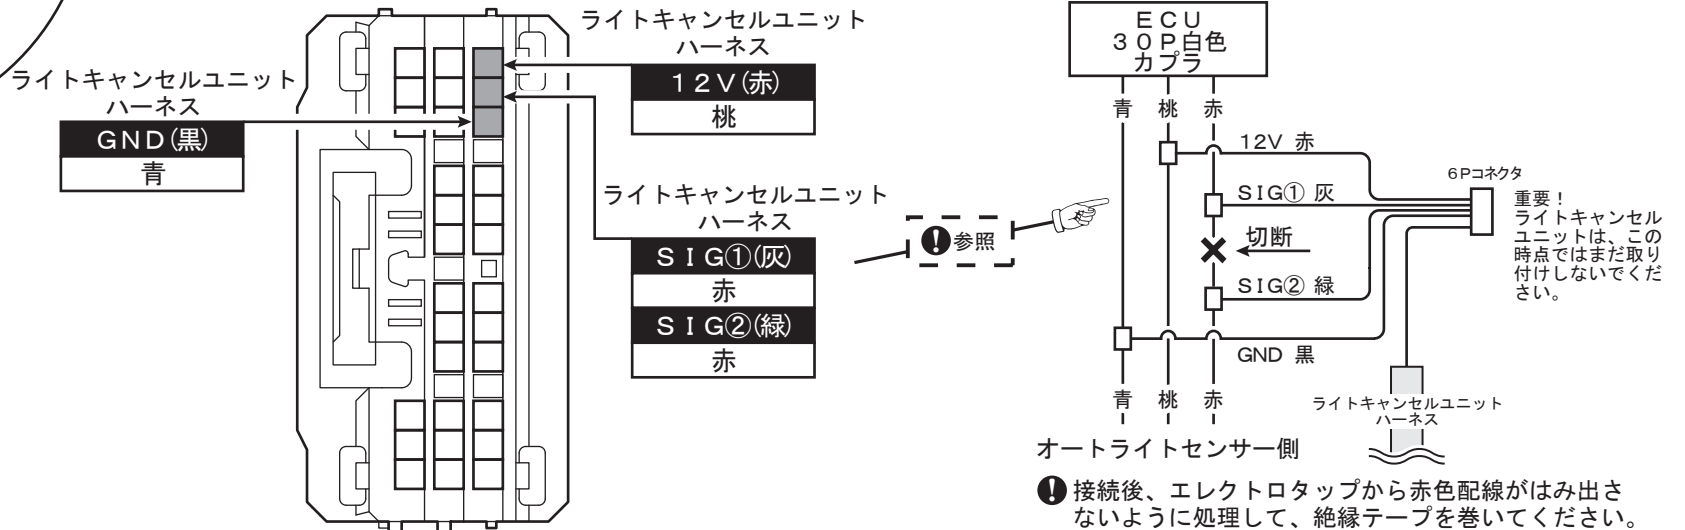 ライトキャンセルユニット
ハーネス
GND(黒)
青
ライトキャンセルユニット
ハーネス
12V(赤)
桃
ライトキャンセルユニット
ハーネス
SIG①(灰)
赤
SIG②(緑)
赤
!参照
ECU
30P白色
カプラ
青 桃 赤
12V 赤
SIG① 灰
切断
SIG② 緑
GND 黒
6Pコネクタ
重要!
ライトキャンセル
ユニットは、この
時点ではまだ取り
付けしないでくだ
さい。
青 桃 赤
ライトキャンセルユニット
ハーネス
オートライトセンサー側
!接続後、エレクトロタップから赤色配線がはみ出さ
ないように処理して、絶縁テープを巻いてください。